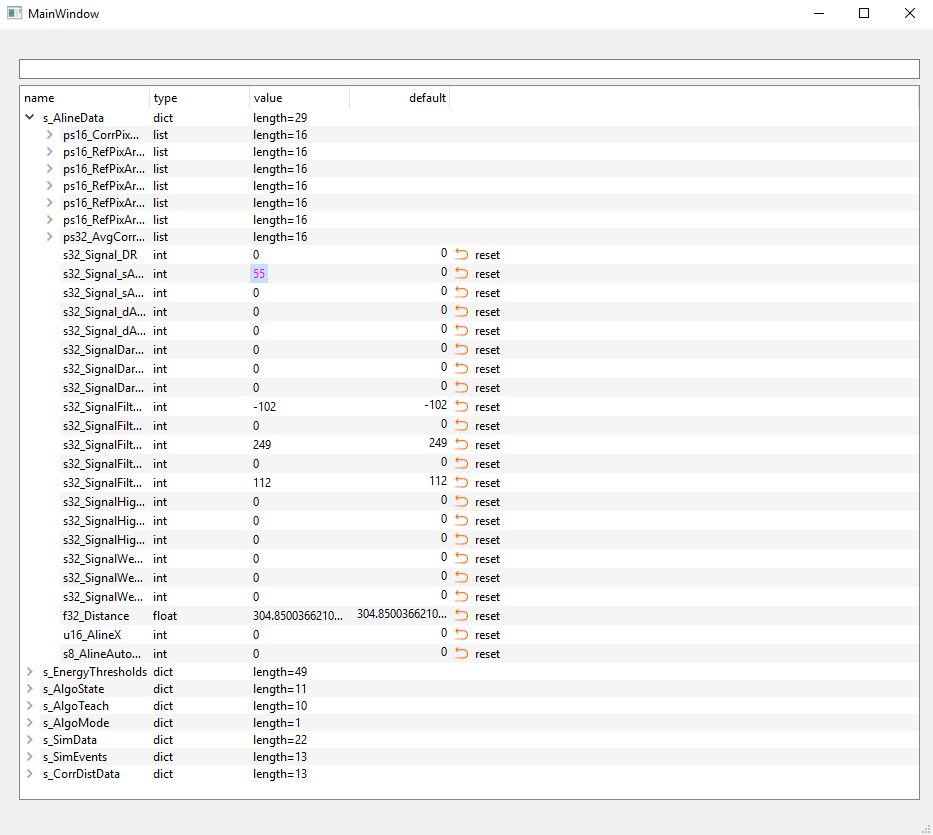 MainWindow
name type value default
s_AlineData dict length=29
ps16_CorrPix... list length=16
ps16_RefPixAr... list length=16
ps16_RefPixAr... list length=16
ps16_RefPixAr... list length=16
ps16_RefPixAr... list length=16
ps16_RefPixAr... list length=16
ps32_AvgCorr... list length=16
s32_Signal_DR int 0 0 reset
s32_Signal_sA... int 55 0 reset
s32_Signal_sA... int 0 0 reset
s32_Signal_dA... int 0 0 reset
s32_Signal_dA... int 0 0 reset
s32_SignalDar... int 0 0 reset
s32_SignalDar... int 0 0 reset
s32_SignalDar... int 0 0 reset
s32_SignalFilt... int -102 -102 reset
s32_SignalFilt... int 0 0 reset
s32_SignalFilt... int 249 249 reset
s32_SignalFilt... int 0 0 reset
s32_SignalFilt... int 112 112 reset
s32_SignalHig... int 0 0 reset
s32_SignalHig... int 0 0 reset
s32_SignalHig... int 0 0 reset
s32_SignalWe... int 0 0 reset
s32_SignalWe... int 0 0 reset
s32_SignalWe... int 0 0 reset
f32_Distance float 304.8500366210... 304.8500366210... reset
u16_AlineX int 0 0 reset
s8_AlineAuto... int 0 0 reset
s_EnergyThresholds dict length=49
s_AlgoState dict length=11
s_AlgoTeach dict length=10
s_AlgoMode dict length=1
s_SimData dict length=22
s_SimEvents dict length=13
s_CorrDistData dict length=13